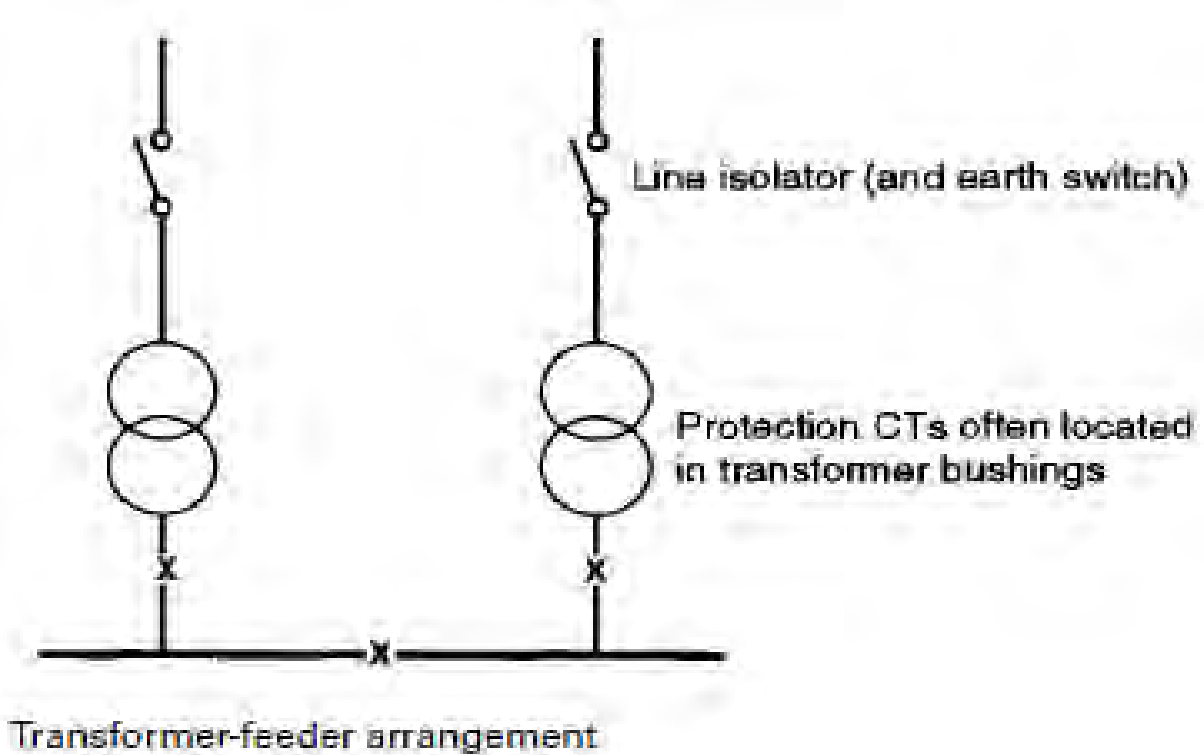 Line isolator (and earth switch)
Protection CTs often located
in transformer bushings
X
X
X
Transformer-feeder arrangement